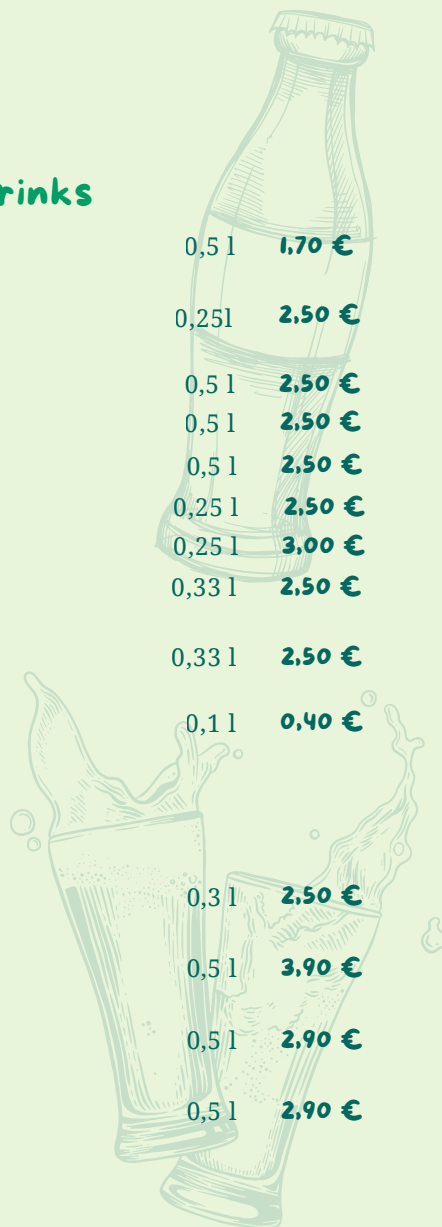 rinks
0,5 l 1,70 €
0,25l 2,50 €
0,5 l 2,50 €
0,5 l 2,50 €
0,5 l 2,50 €
0,25 l 2,50 €
0,25 l 3,00 €
0,33 l 2,50 €
0,33 l 2,50 €
0,1 l 0,40 €
0,3 l 2,50 €
0,5 l 3,90 €
0,5 l 2,90 €
0,5 l 2,90 €